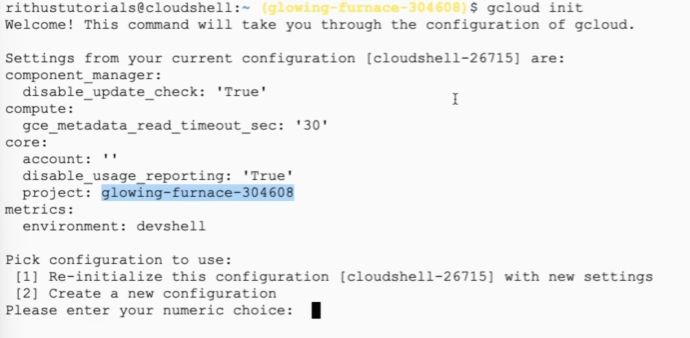 rithustutorials@cloudshell:~ (glowing-furnace-304608)$ gcloud init
Welcome! This command will take you through the configuration of gcloud.
Settings from your current configuration [cloudshell-26715] are:
component_manager:
disable_update_check: 'True'
compute:
gce_metadata_read_timeout_sec: '30'
core:
account: ''
disable_usage_reporting: 'True'
project: glowing-furnace-304608
metrics:
environment: devshell
Pick configuration to use:
[1] Re-initialize this configuration [cloudshell-26715] with new settings
[2] Create a new configuration
Please enter your numeric choice: